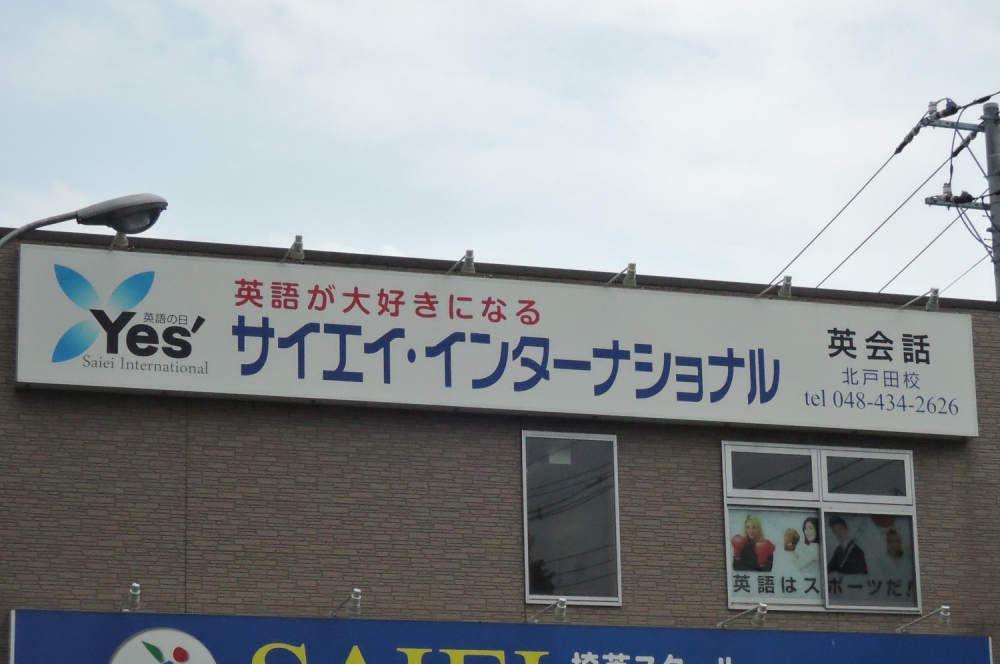 英語が大好きになる
英語の日
Yes'
Saiei International
サイエイ・インターナショナル
英会話
北戸田校
tel 048-434-2626
英語はスポーツだ!
SAIEI